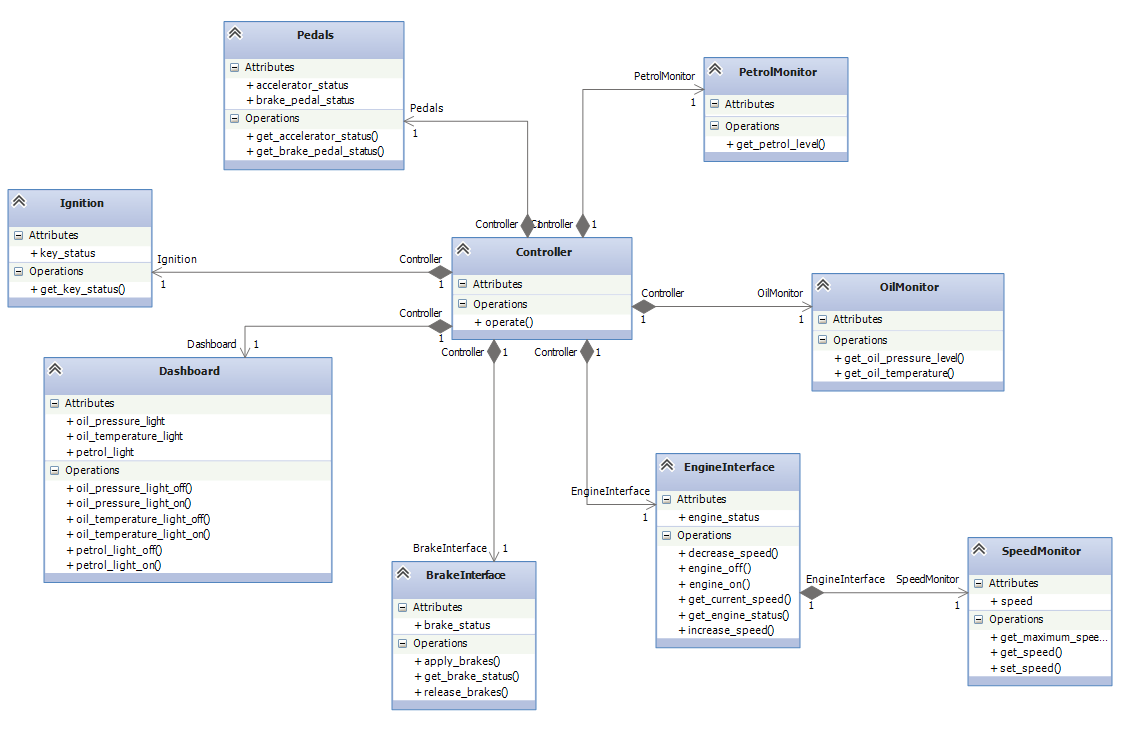 Pedals
Attributes
+ accelerator_status
+ brake_pedal_status
Operations
+ get_accelerator_status()
+ get_brake_pedal_status()
Pedals
1
PetrolMonitor
1
PetrolMonitor
Attributes
Operations
+ get_petrol_level()
Ignition
Attributes
+ key_status
Operations
+ get_key_status()
Ignition
1
Controller
1
Controller
1
Controller
1
Controller
Attributes
Operations
+ operate()
Controller
1
OilMonitor
1
OilMonitor
Attributes
Operations
+ get_oil_pressure_level()
+ get_oil_temperature()
Controller
1
Dashboard
1
Controller
1
Controller
1
Dashboard
Attributes
+ oil_pressure_light
+ oil_temperature_light
+ petrol_light
Operations
+ oil_pressure_light_off()
+ oil_pressure_light_on()
+ oil_temperature_light_off()
+ oil_temperature_light_on()
+ petrol_light_off()
+ petrol_light_on()
EngineInterface
1
EngineInterface
Attributes
+ engine_status
Operations
+ decrease_speed()
+ engine_off()
+ engine_on()
+ get_current_speed()
+ get_engine_status()
+ increase_speed()
BrakeInterface
1
BrakeInterface
Attributes
+ brake_status
Operations
+ apply_brakes()
+ get_brake_status()
+ release_brakes()
EngineInterface
1
SpeedMonitor
1
SpeedMonitor
Attributes
+ speed
Operations
+ get_maximum_spee...
+ get_speed()
+ set_speed()